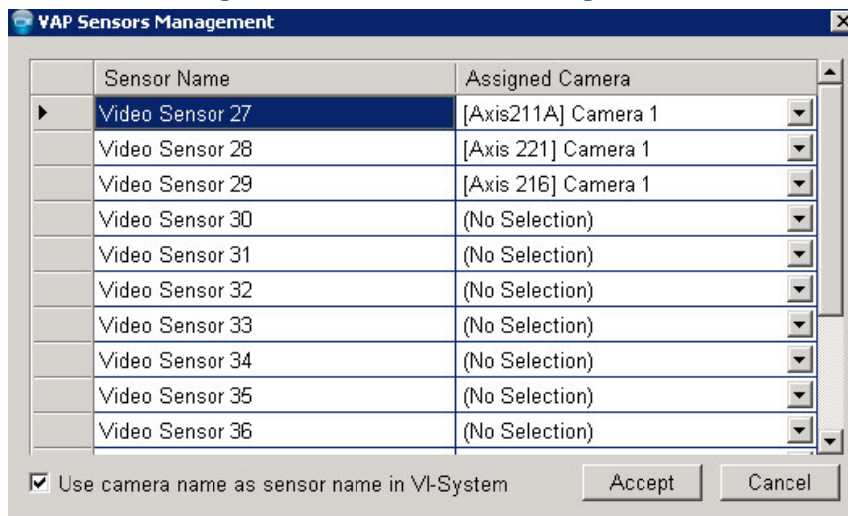 VAP Sensors Management
Sensor Name Assigned Camera
Video Sensor 27 [Axis211A] Camera 1
Video Sensor 28 [Axis 221] Camera 1
Video Sensor 29 [Axis 216] Camera 1
Video Sensor 30 (No Selection)
Video Sensor 31 (No Selection)
Video Sensor 32 (No Selection)
Video Sensor 33 (No Selection)
Video Sensor 34 (No Selection)
Video Sensor 35 (No Selection)
Video Sensor 36 (No Selection)
Use camera name as sensor name in VI-System Accept Cancel